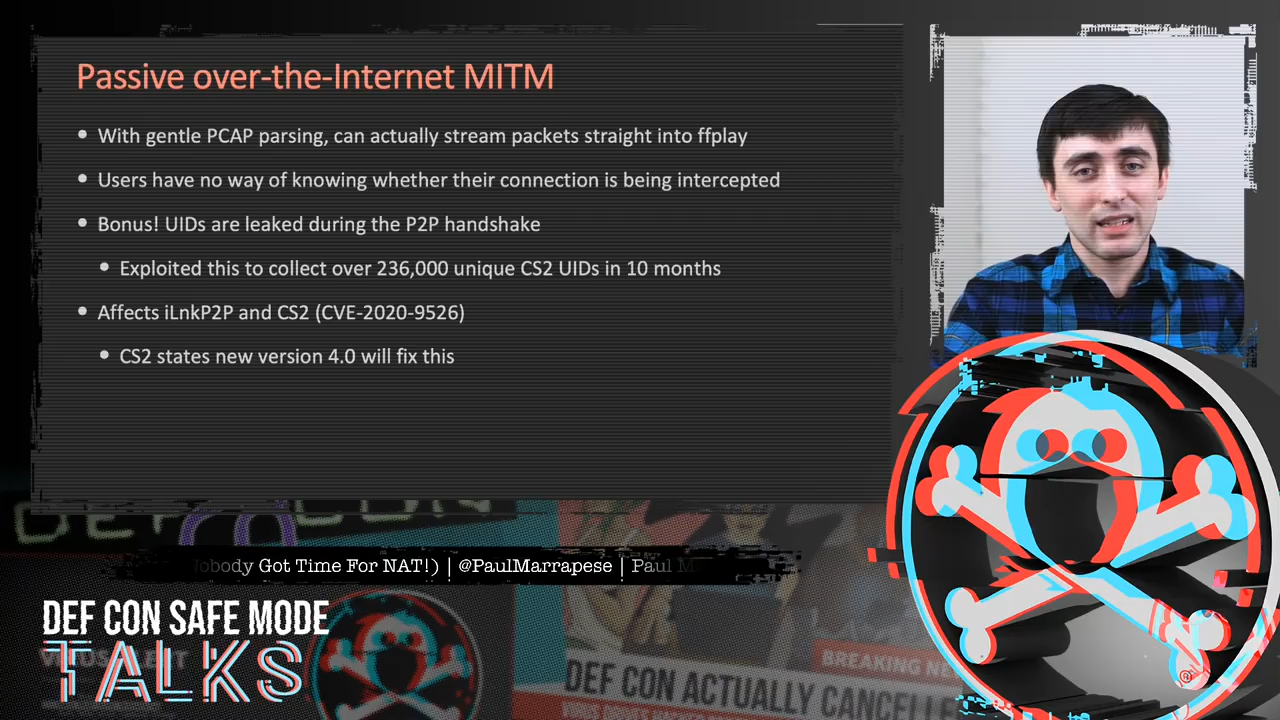 Passive over-the-Internet MITM
• With gentle PCAP parsing, can actually stream packets straight into ffplay
• Users have no way of knowing whether their connection is being intercepted
• Bonus! UIDs are leaked during the P2P handshake
• Exploited this to collect over 236,000 unique CS2 UIDs in 10 months
• Affects iLnkP2P and CS2 (CVE-2020-9526)
• CS2 states new version 4.0 will fix this
DEF CON
Nobody Got Time For NAT!) | @PaulMarrapese | Paul M
DEF CON SAFE MODE
TALKS
BREAKING NE
DEF CON ACTUALLY CANCELLE